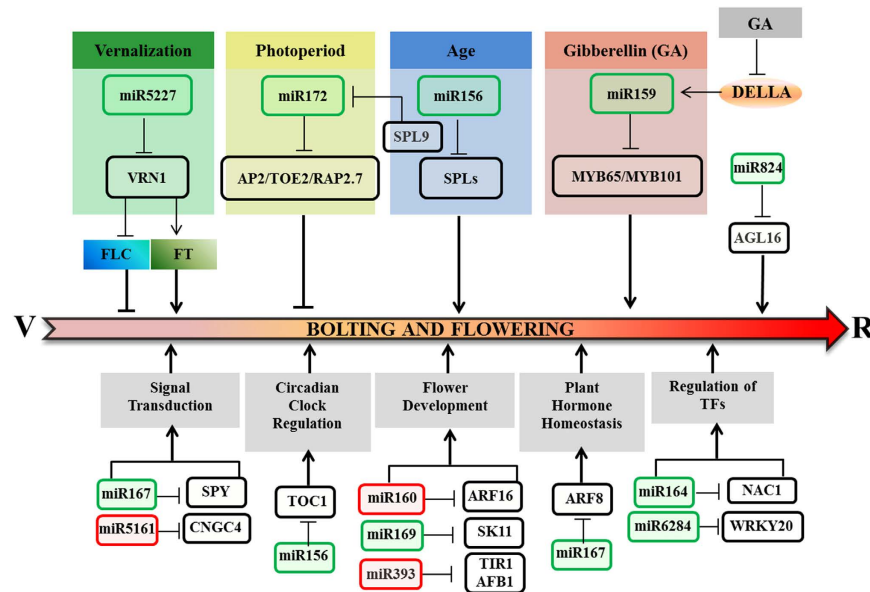 Vernalization
Photoperiod
Age
Gibberellin (GA)
GA
miR5227
miR172
miR156
miR159
DELLA
SPL9
VRN1
AP2/TOE2/RAP2.7
SPLs
MYB65/MYB101
miR824
AGL16
FLC
FT
V
BOLTING AND FLOWERING
R
Signal
Transduction
Circadian
Clock
Regulation
Flower
Development
Plant
Hormone
Homeostasis
Regulation of
TFs
miR167
SPY
miR5161
CNGC4
TOC1
miR156
miR160
ARF16
miR169
SK11
miR393
TIR1
AFB1
ARF8
miR167
miR164
NAC1
miR6284
WRKY20